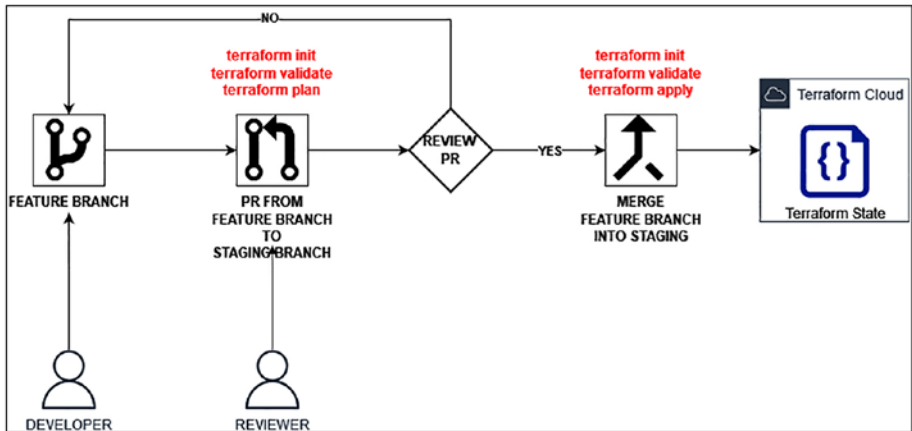 NO
terraform init
terraform validate
terraform plan
terraform init
terraform validate
terraform apply
Terraform Cloud
REVIEW
PR
YES
{ }
Terraform State
FEATURE BRANCH
PR FROM
FEATURE BRANCH
TO
STAGING BRANCH
MERGE
FEATURE BRANCH
INTO STAGING
DEVELOPER
REVIEWER